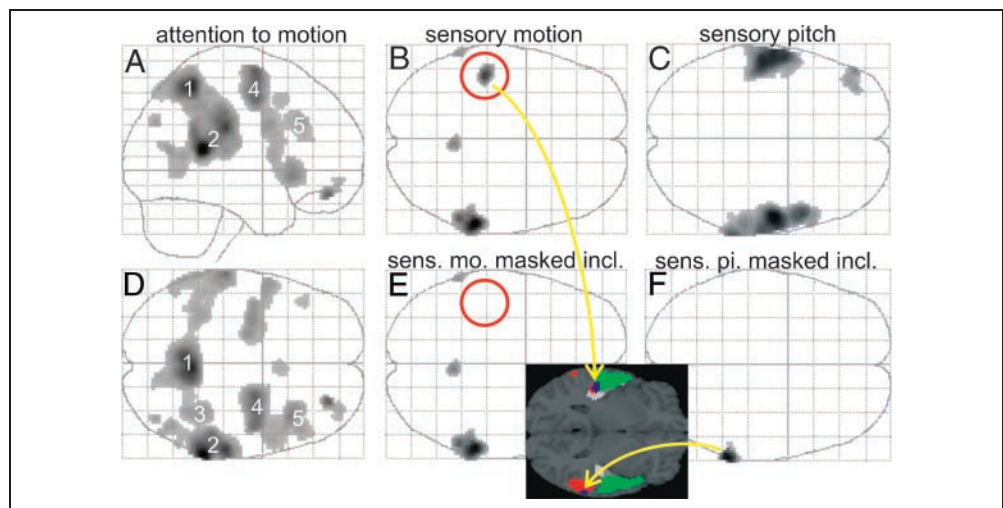 attention to motion
sensory motion
sensory pitch
A
B
C
1
4
5
2
sens. mo. masked incl.
sens. pi. masked incl.
D
E
F
1
3
4
5
2